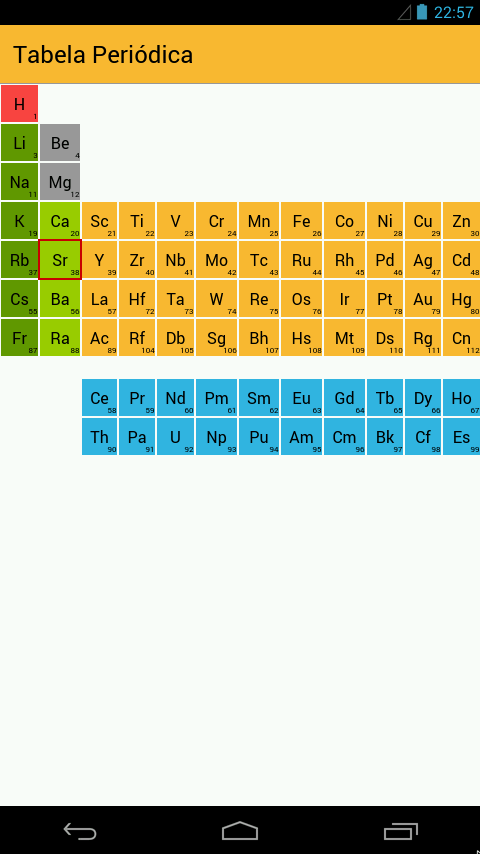 22:57
Tabela Periódica
H 1
Li 3 Be 4
Na 11 Mg 12
K 19 Ca 20 Sc 21 Ti 22 V 23 Cr 24 Mn 25 Fe 26 Co 27 Ni 28 Cu 29 Zn 30
Rb 37 Sr 38 Y 39 Zr 40 Nb 41 Mo 42 Tc 43 Ru 44 Rh 45 Pd 46 Ag 47 Cd 48
Cs 55 Ba 56 La 57 Hf 72 Ta 73 W 74 Re 75 Os 76 Ir 77 Pt 78 Au 79 Hg 80
Fr 87 Ra 88 Ac 89 Rf 104 Db 105 Sg 106 Bh 107 Hs 108 Mt 109 Ds 110 Rg 111 Cn 112
Ce 58 Pr 59 Nd 60 Pm 61 Sm 62 Eu 63 Gd 64 Tb 65 Dy 66 Ho 67
Th 90 Pa 91 U 92 Np 93 Pu 94 Am 95 Cm 96 Bk 97 Cf 98 Es 99